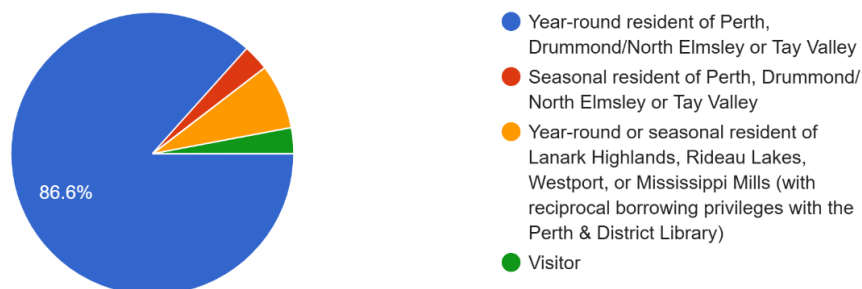 86.6%
Year-round resident of Perth,
Drummond/North Elmsley or Tay Valley
Seasonal resident of Perth, Drummond/
North Elmsley or Tay Valley
Year-round or seasonal resident of
Lanark Highlands, Rideau Lakes,
Westport, or Mississippi Mills (with
reciprocal borrowing privileges with the
Perth & District Library)
Visitor